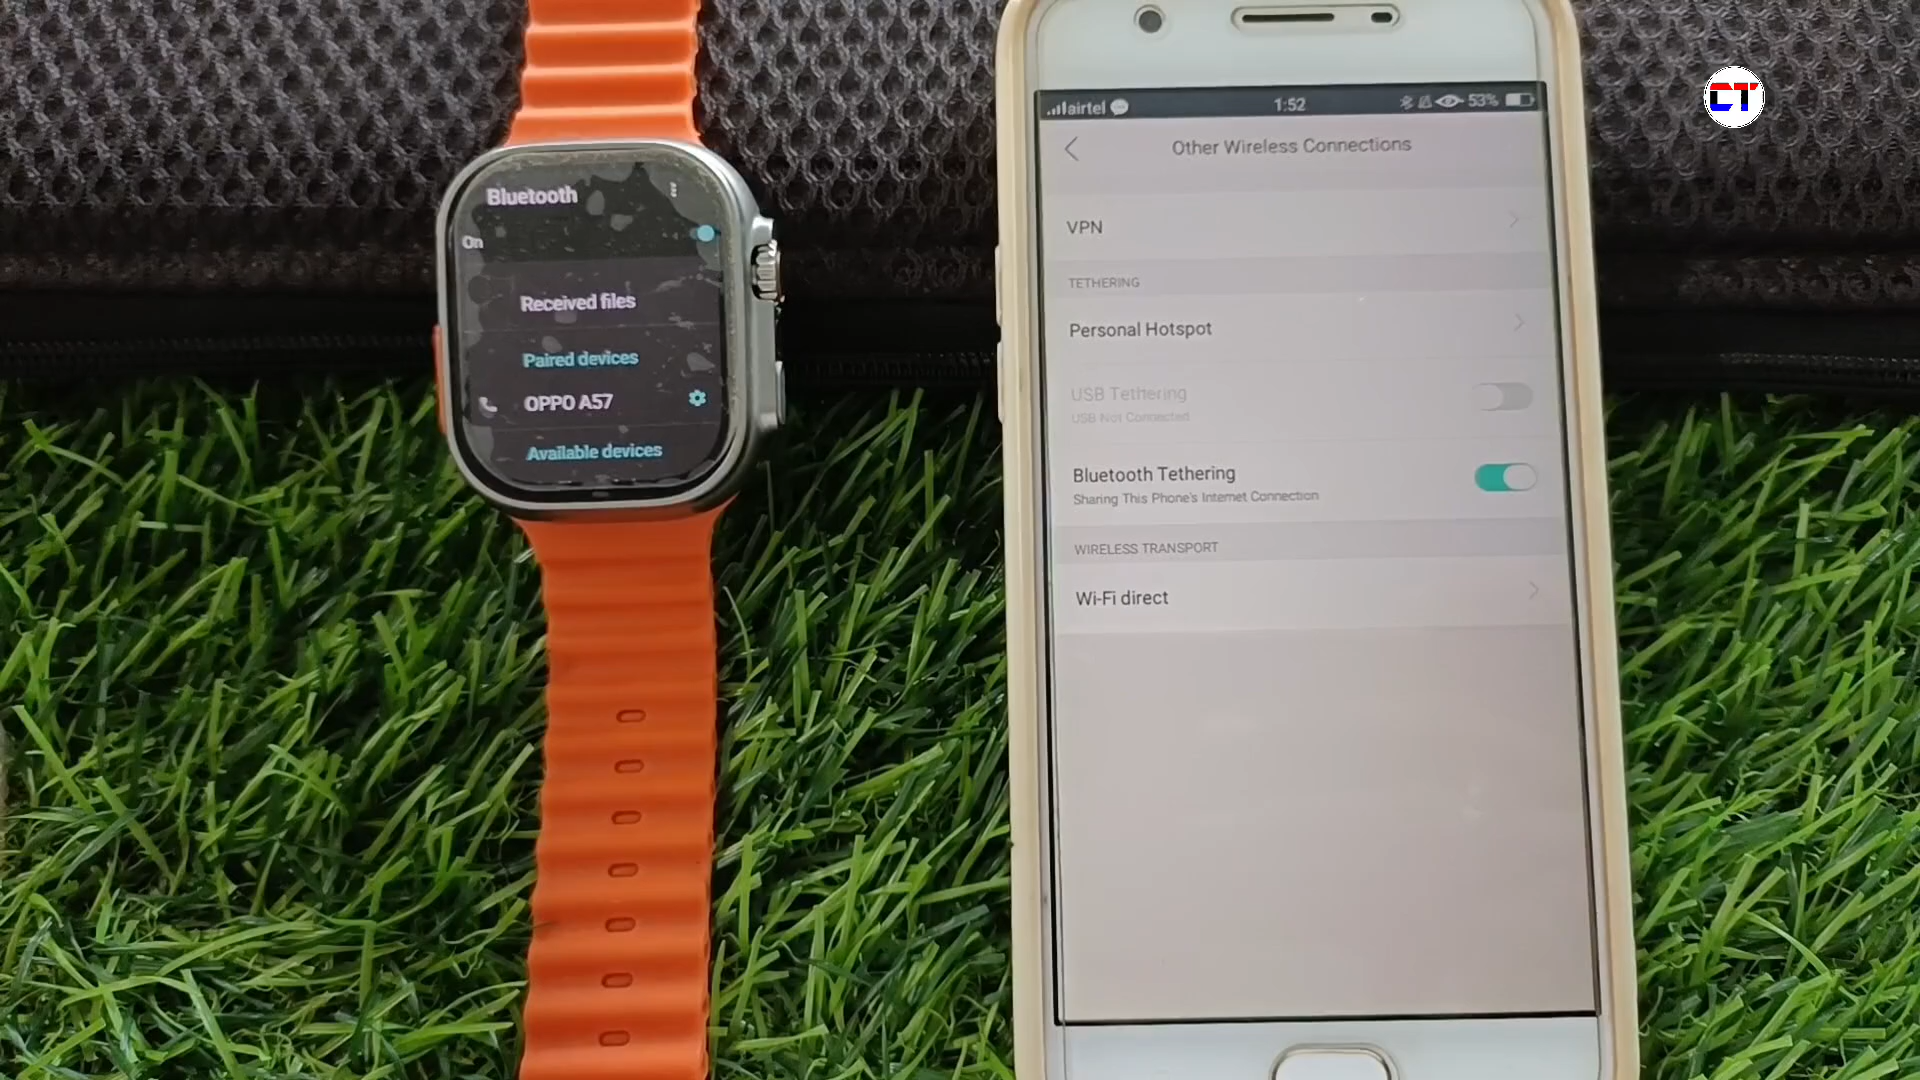 Bluetooth
On
Received files
Paired devices
OPPO A57
Available devices
airtel 1:52 53%
Other Wireless Connections
VPN
TETHERING
Personal Hotspot
USB Tethering
USB Not Connected
Bluetooth Tethering
Sharing This Phone's Internet Connection
WIRELESS TRANSPORT
Wi-Fi direct
CT